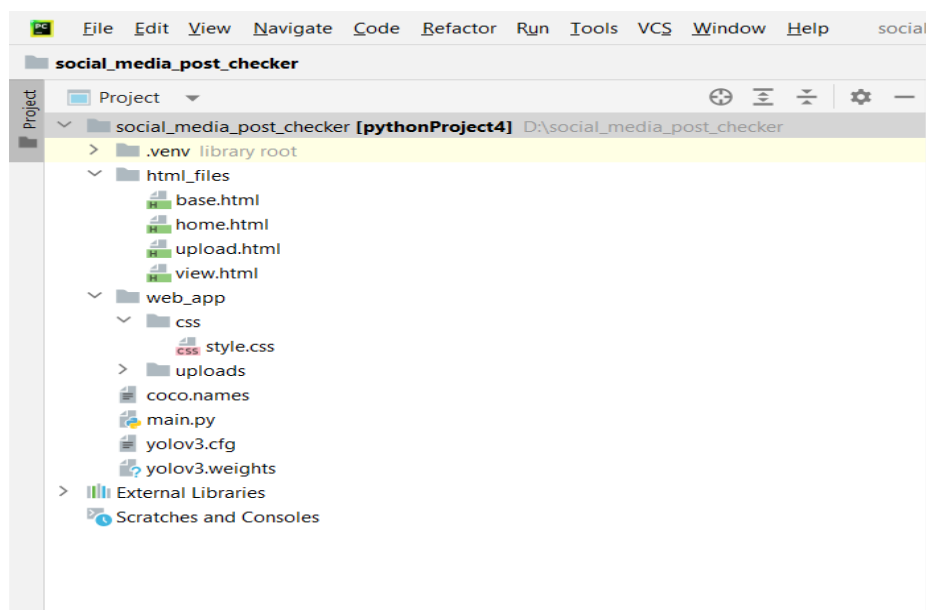 PC File Edit View Navigate Code Refactor Run Tools VCS Window Help social
social_media_post_checker
Project
Project
social_media_post_checker [pythonProject4] D:\social_media_post_checker
.venv library root
html_files
H base.html
H home.html
H upload.html
H view.html
web_app
css
CSS style.css
uploads
coco.names
main.py
yolov3.cfg
? yolov3.weights
External Libraries
Scratches and Consoles